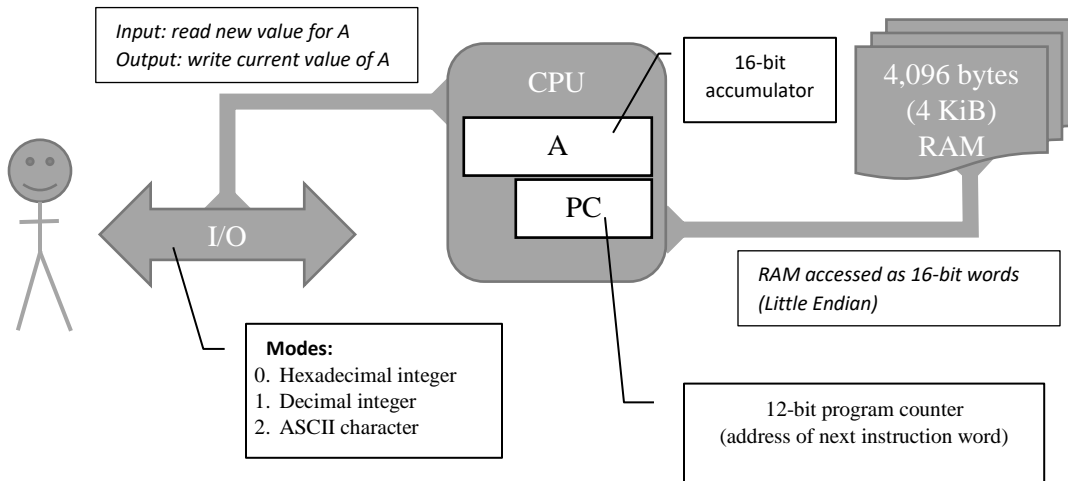 Input: read new value for A
Output: write current value of A
CPU
A
PC
16-bit
accumulator
4,096 bytes
(4 KiB)
RAM
I/O
RAM accessed as 16-bit words
(Little Endian)
Modes:
0. Hexadecimal integer
1. Decimal integer
2. ASCII character
12-bit program counter
(address of next instruction word)